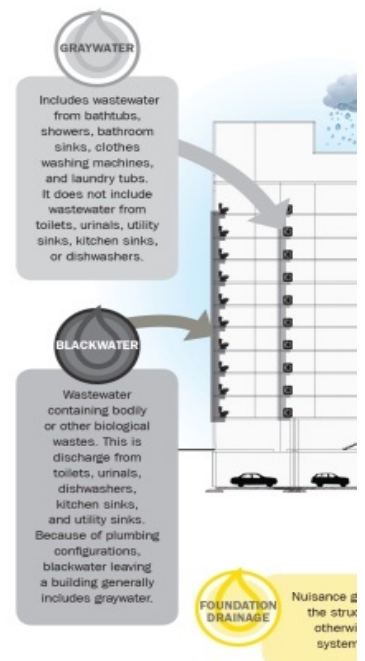 GRAYWATER
Includes wastewater
from bathtubs,
showers, bathroom
sinks, clothes
washing machines,
and laundry tubs.
It does not include
wastewater from
toilets, urinals, utility
sinks, kitchen sinks,
or dishwashers.
BLACKWATER
Wastewater
containing bodily
or other biological
wastes. This is
discharge from
toilets, urinals,
dishwashers,
kitchen sinks,
and utility sinks.
Because of plumbing
configurations,
blackwater leaving
a building generally
includes graywater.
FOUNDATION
DRAINAGE
Nuisance g
the struc
otherwi
system